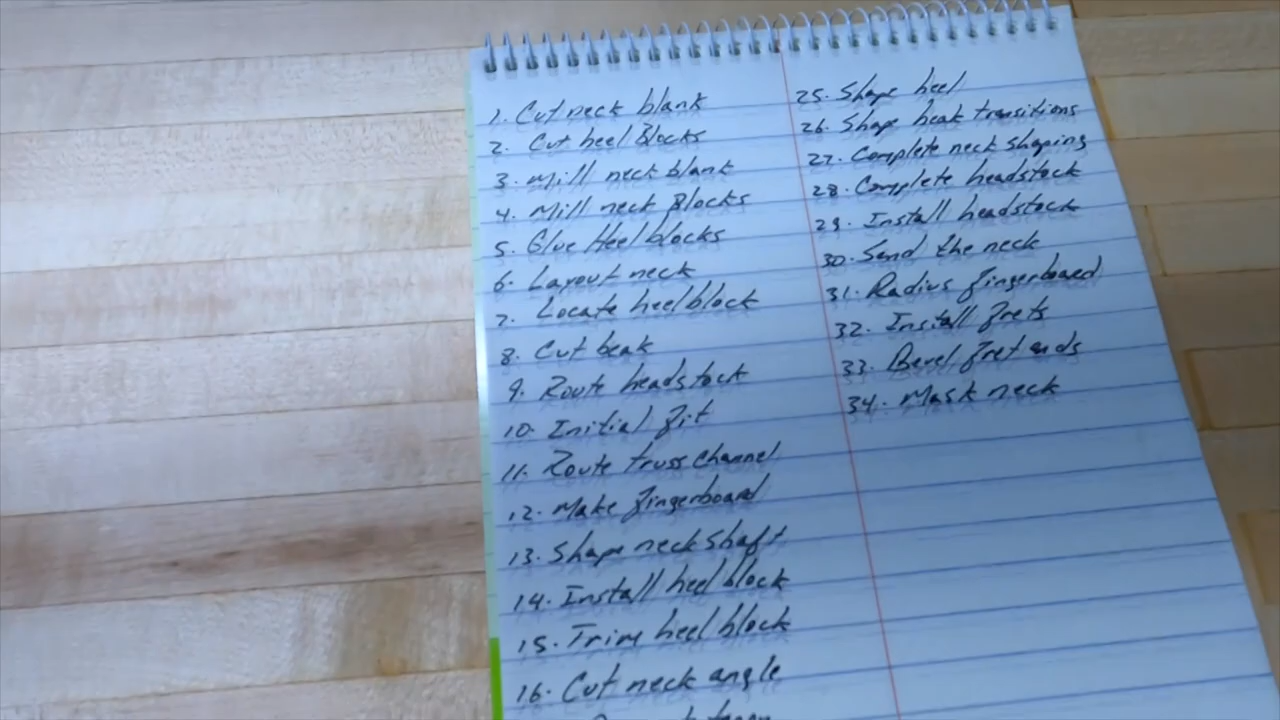 1. Cut neck blank
2. Cut heel Blocks
3. Mill neck blank
4. Mill neck Blocks
5. Glue Heel blocks
6. Layout neck
7. Locate heel block
8. Cut beak
9. Route headstock
10. Initial fit
11. Route truss channel
12. Make fingerboard
13. Shape neck shaft
14. Install heel block
15. Trim heel block
16. Cut neck angle
25. Shape heel
26. Shape beak transitions
27. Complete neck shaping
28. Complete headstock
29. Install headstock
30. Sand the neck
31. Radius fingerboard
32. Install frets
33. Bevel fret ends
34. Mask neck